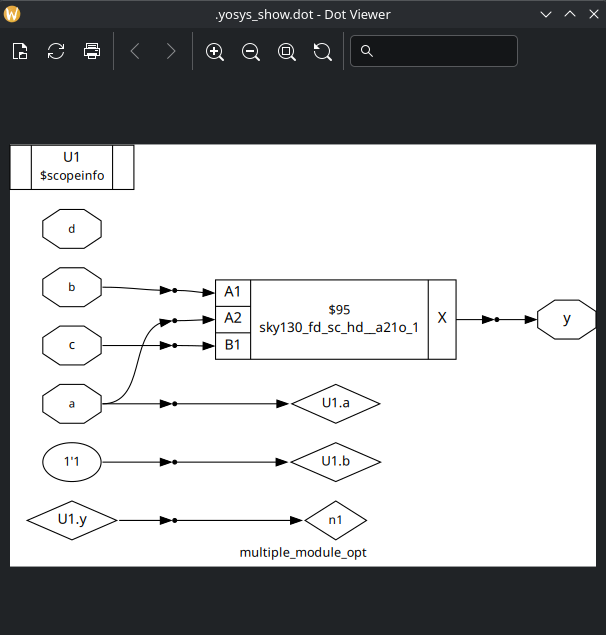 .yosys_show.dot - Dot Viewer
U1
$scopeinfo
d
b
c
a
1'1
U1.y
A1
A2
B1
$95
sky130_fd_sc_hd__a21o_1
X
y
U1.a
U1.b
n1
multiple_module_opt